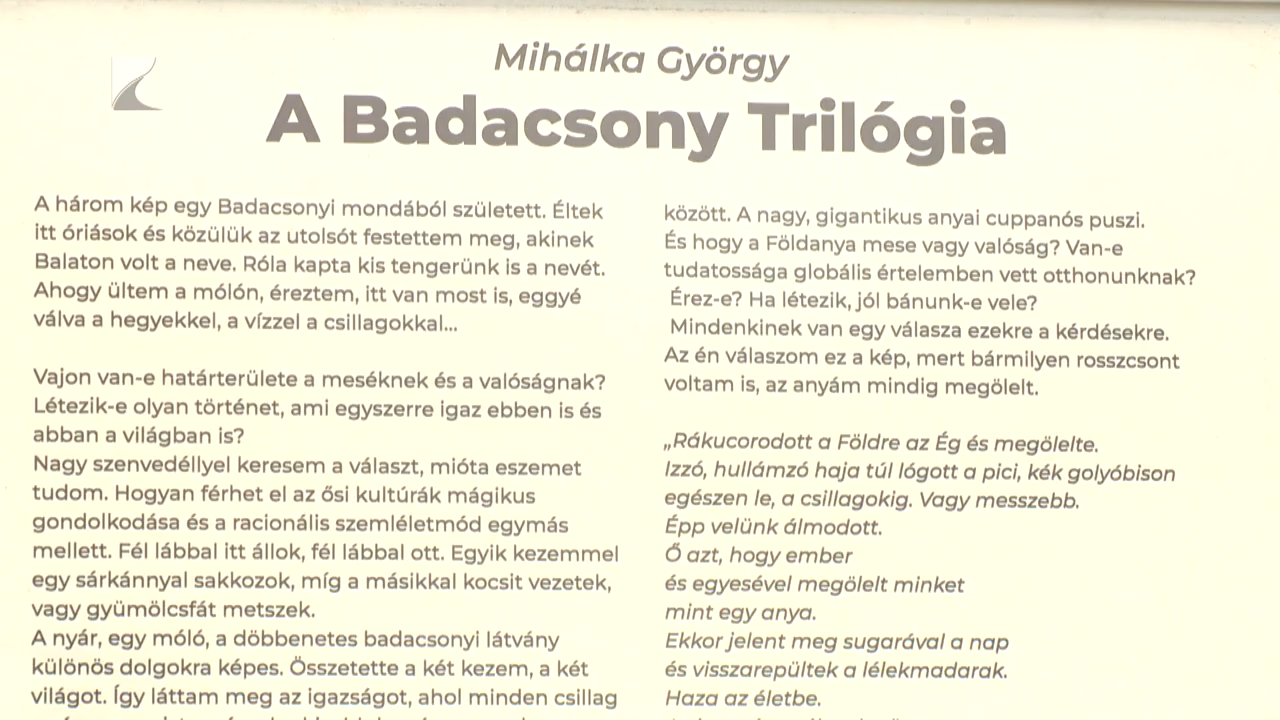 Mihálka György
A Badacsony Trilógia
A három kép egy Badacsonyi mondából született. Éltek
itt óriások és közülük az utolsót festettem meg, akinek
Balaton volt a neve. Róla kapta kis tengerünk is a nevét.
Ahogy ültem a mólón, éreztem, itt van most is, eggyé
válva a hegyekkel, a vízzel a csillagokkal...
Vajon van-e határterülete a meséknek és a valóságnak?
Létezik-e olyan történet, ami egyszerre igaz ebben is és
abban a világban is?
Nagy szenvedéllyel keresem a választ, mióta eszemet
tudom. Hogyan férhet el az ősi kultúrák mágikus
gondolkodása és a racionális szemléletmód egymás
mellett. Fél lábbal itt állok, fél lábbal ott. Egyik kezemmel
egy sárkánnyal sakkozok, míg a másikkal kocsit vezetek,
vagy gyümölcsfát metszek.
A nyár, egy móló, a döbbenetes badacsonyi látvány
különös dolgokra képes. Összetette a két kezem, a két
világot. Így láttam meg az igazságot, ahol minden csillag
között. A nagy, gigantikus anyai cuppanós puszi.
És hogy a Földanya mese vagy valóság? Van-e
tudatossága globális értelemben vett otthonunknak?
Érez-e? Ha létezik, jól bánunk-e vele?
Mindenkinek van egy válasza ezekre a kérdésekre.
Az én válaszom ez a kép, mert bármilyen rosszcsont
voltam is, az anyám mindig megölelt.
„Rákucorodott a Földre az Ég és megölelte.
Izzó, hullámzó haja túl lógott a pici, kék golyóbison
egészen le, a csillagokig. Vagy messzebb.
Épp velünk álmodott.
Ő azt, hogy ember
és egyesével megölelt minket
mint egy anya.
Ekkor jelent meg sugarával a nap
és visszarepültek a lélekmadarak.
Haza az életbe.